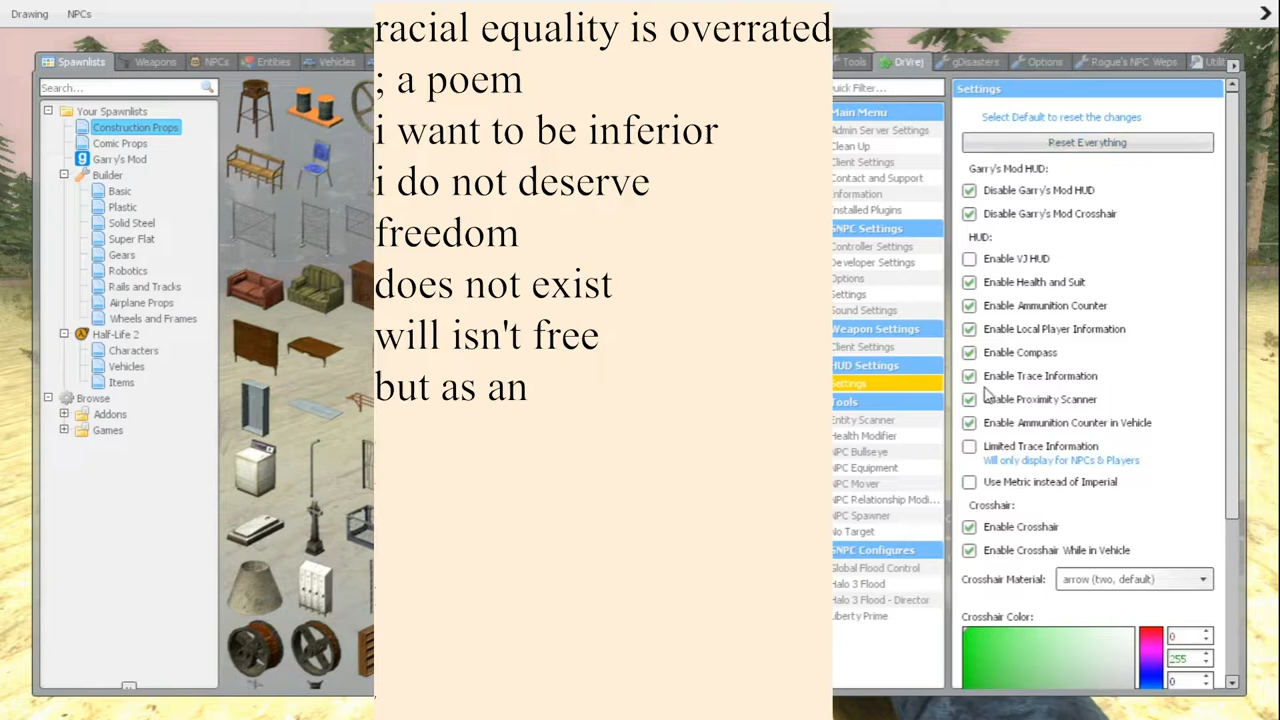 Drawing NPCs
Spawnlists Weapons NPCs Entities Vehicles
Search...
Your Spawnlists
Construction Props
Comic Props
Garry's Mod
Builder
Basic
Plastic
Solid Steel
Super Flat
Gears
Robotics
Rails and Tracks
Airplane Props
Wheels and Frames
Half-Life 2
Characters
Vehicles
Items
Browse
Addons
Games
racial equality is overrated
; a poem
i want to be inferior
i do not deserve
freedom
does not exist
will isn't free
but as an
Tools DrVrej gDisasters Options Rogue's NPC Weps Utilit
uick Filter...
Main Menu
Admin Server Settings
Clean Up
Client Settings
Contact and Support
Information
Installed Plugins
SNPC Settings
Controller Settings
Developer Settings
Options
Settings
Sound Settings
Weapon Settings
Client Settings
HUD Settings
Settings
Tools
Entity Scanner
Health Modifier
NPC Bullseye
NPC Equipment
NPC Mover
NPC Relationship Modi...
NPC Spawner
No Target
SNPC Configures
Global Flood Control
Halo 3 Flood
Halo 3 Flood - Director
Liberty Prime
Settings
Select Default to reset the changes
Reset Everything
Garry's Mod HUD:
Disable Garry's Mod HUD
Disable Garry's Mod Crosshair
HUD:
Enable VJ HUD
Enable Health and Suit
Enable Ammunition Counter
Enable Local Player Information
Enable Compass
Enable Trace Information
Enable Proximity Scanner
Enable Ammunition Counter in Vehicle
Limited Trace Information
Will only display for NPCs & Players
Use Metric instead of Imperial
Crosshair:
Enable Crosshair
Enable Crosshair While in Vehicle
Crosshair Material: arrow (two, default)
Crosshair Color:
0
255
0